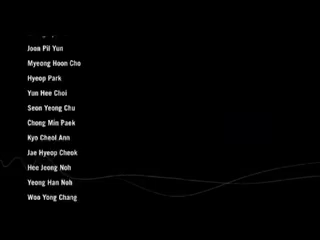 Joon Pil Yun
Myeong Hoon Cho
Hyeop Park
Yun Hee Choi
Seon Yeong Chu
Chong Min Paek
Kyo Cheol Ann
Jae Hyeop Cheok
Hee Jeong Noh
Yeong Han Noh
Woo Yong Chang